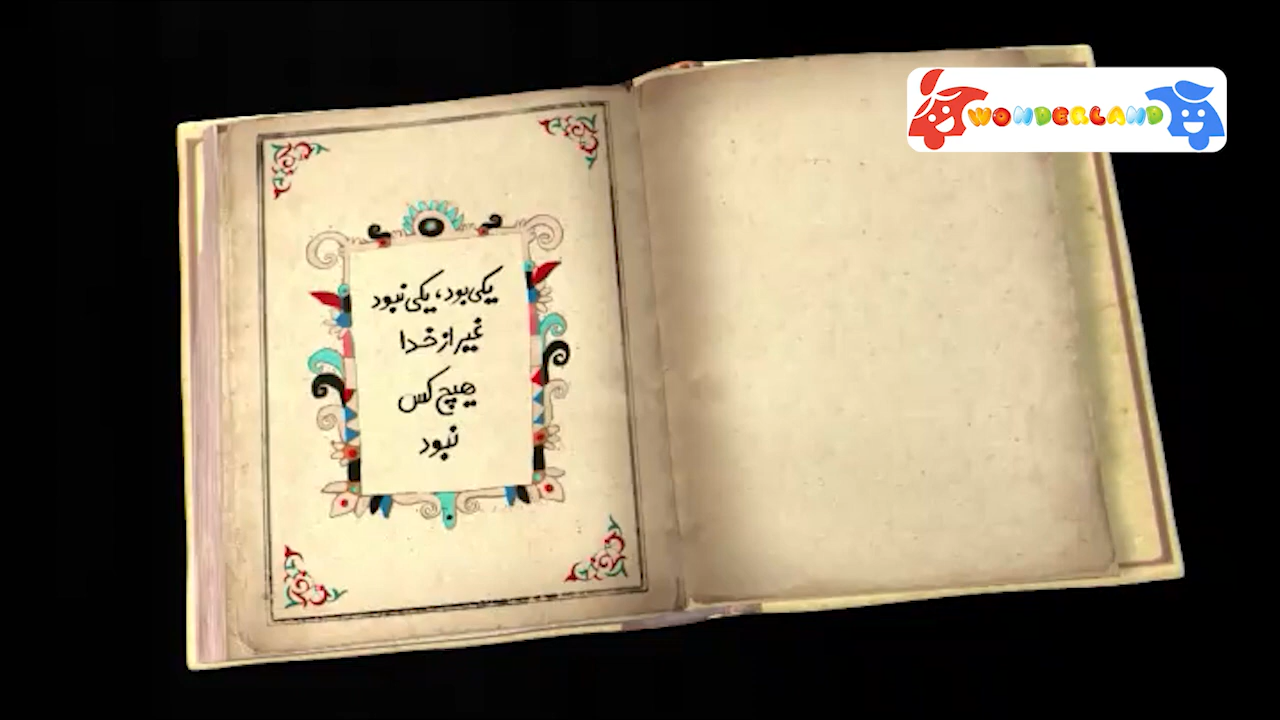 یکی بود، یکی نبود
غیر از خدا
هیچ کس
نبود
WONDERLAND